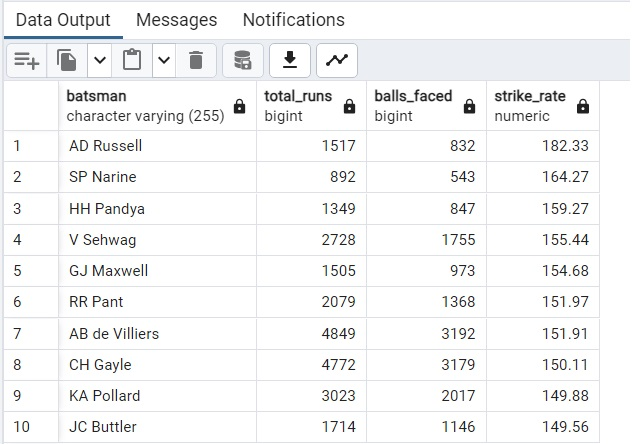 Data Output Messages Notifications
batsman total_runs balls_faced strike_rate
character varying (255) bigint bigint numeric
1 AD Russell 1517 832 182.33
2 SP Narine 892 543 164.27
3 HH Pandya 1349 847 159.27
4 V Sehwag 2728 1755 155.44
5 GJ Maxwell 1505 973 154.68
6 RR Pant 2079 1368 151.97
7 AB de Villiers 4849 3192 151.91
8 CH Gayle 4772 3179 150.11
9 KA Pollard 3023 2017 149.88
10 JC Buttler 1714 1146 149.56